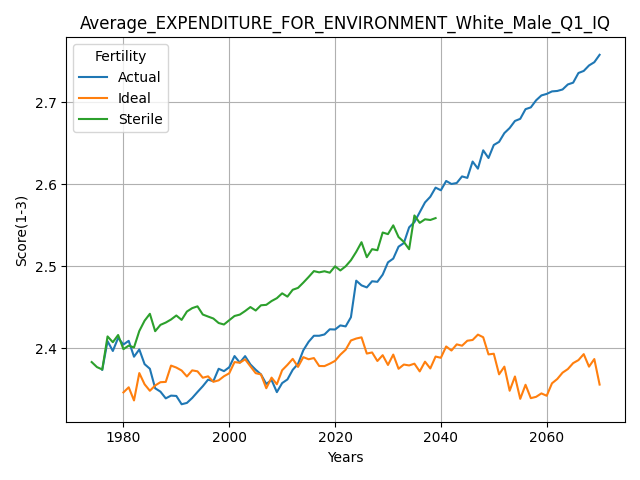 Average_EXPENDITURE_FOR_ENVIRONMENT_White_Male_Q1_IQ
Fertility
Actual
Ideal
Sterile
Score(1-3)
2.7
2.6
2.5
2.4
1980 2000 2020 2040 2060
Years